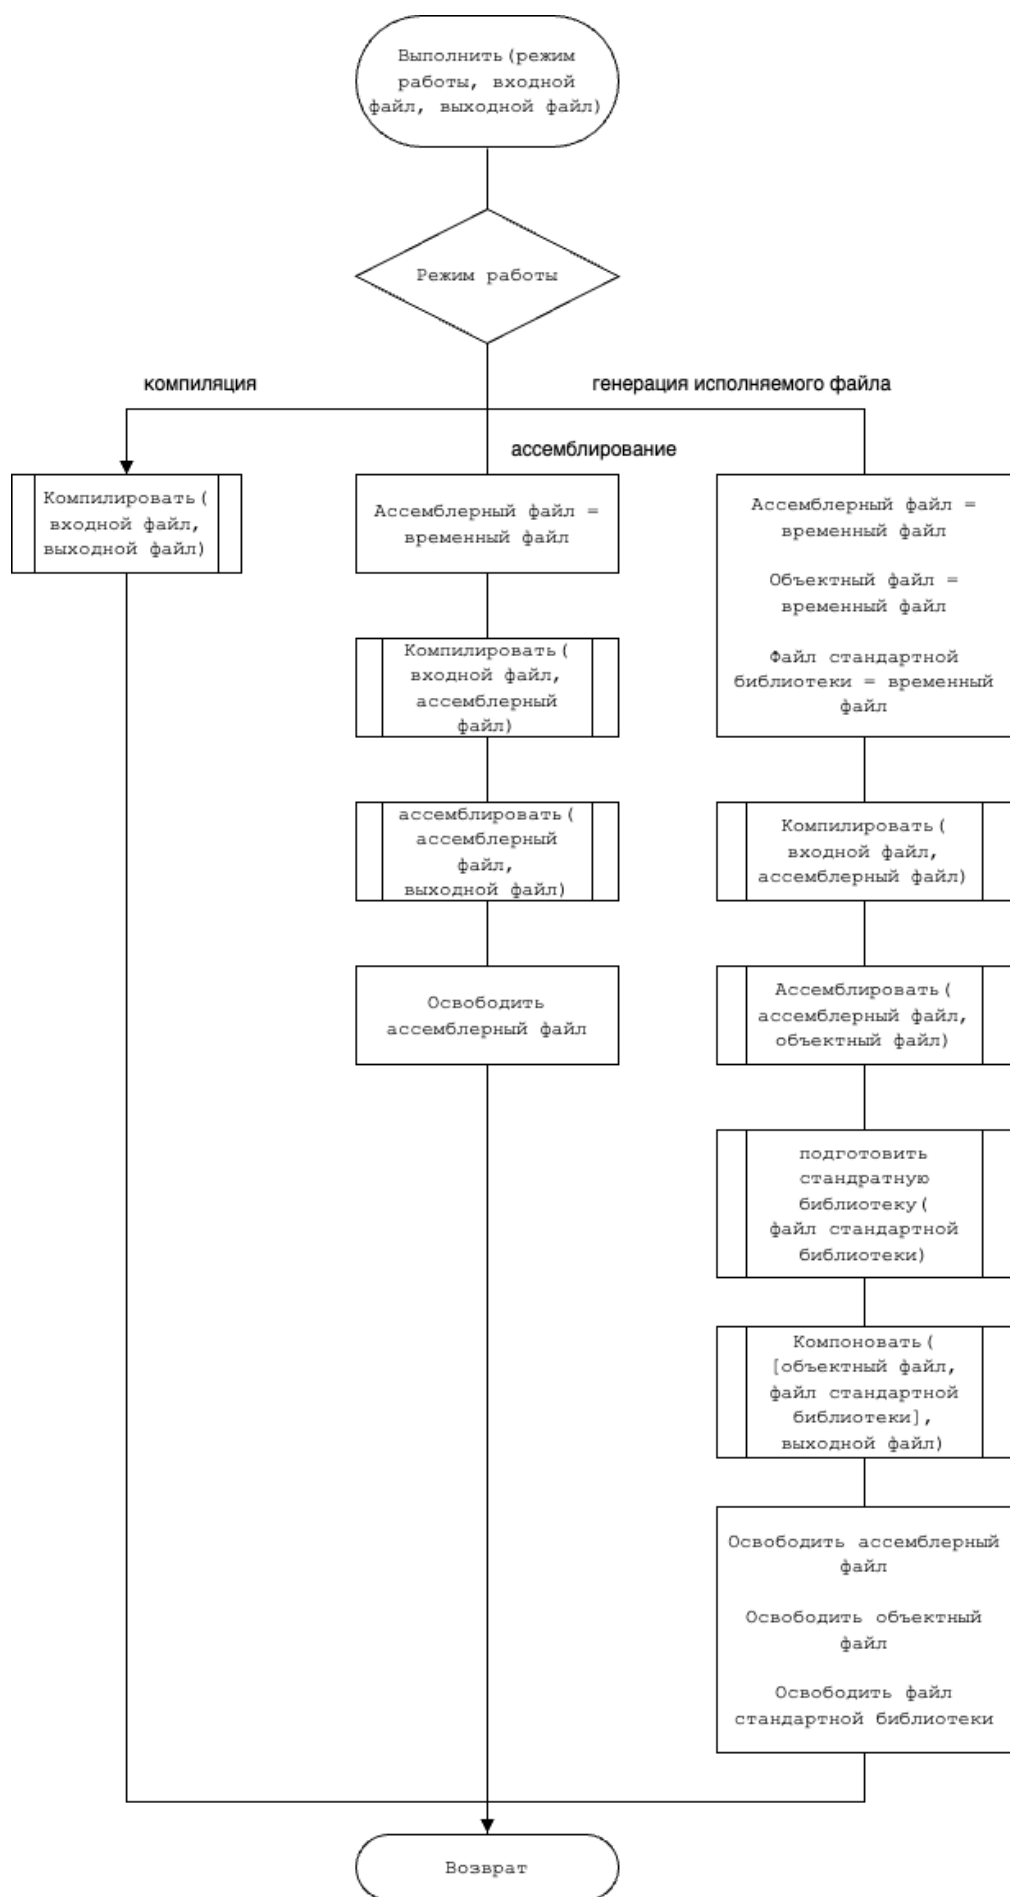 Выполнить(режим
работы, входной
файл, выходной файл)
Режим работы
компиляция
генерация исполняемого файла
ассемблирование
Компилировать(
входной файл,
выходной файл)
Ассемблерный файл =
временный файл
Компилировать(
входной файл,
ассемблерный
файл)
ассемблировать(
ассемблерный
файл,
выходной файл)
Освободить
ассемблерный файл
Ассемблерный файл =
временный файл
Объектный файл =
временный файл
Файл стандартной
библиотеки = временный
файл
Компилировать(
входной файл,
ассемблерный файл)
Ассемблировать(
ассемблерный файл,
объектный файл)
подготовить
стандратную
библиотеку(
файл стандартной
библиотеки)
Компоновать(
[объектный файл,
файл стандартной
библиотеки],
выходной файл)
Освободить ассемблерный
файл
Освободить объектный
файл
Освободить файл
стандартной библиотеки
Возврат